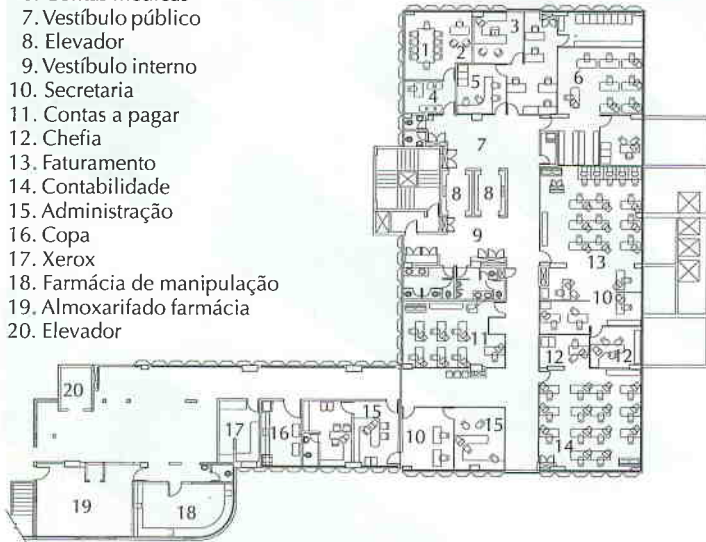 7. Vestíbulo público
8. Elevador
9. Vestíbulo interno
10. Secretaria
11. Contas a pagar
12. Chefia
13. Faturamento
14. Contabilidade
15. Administração
16. Copa
17. Xerox
18. Farmácia de manipulação
19. Almoxarifado farmácia
20. Elevador
1 2 3
4 5 6
7
8 8
9
13
10
11
12 12
20
17 16 15 10 15
14
19 18